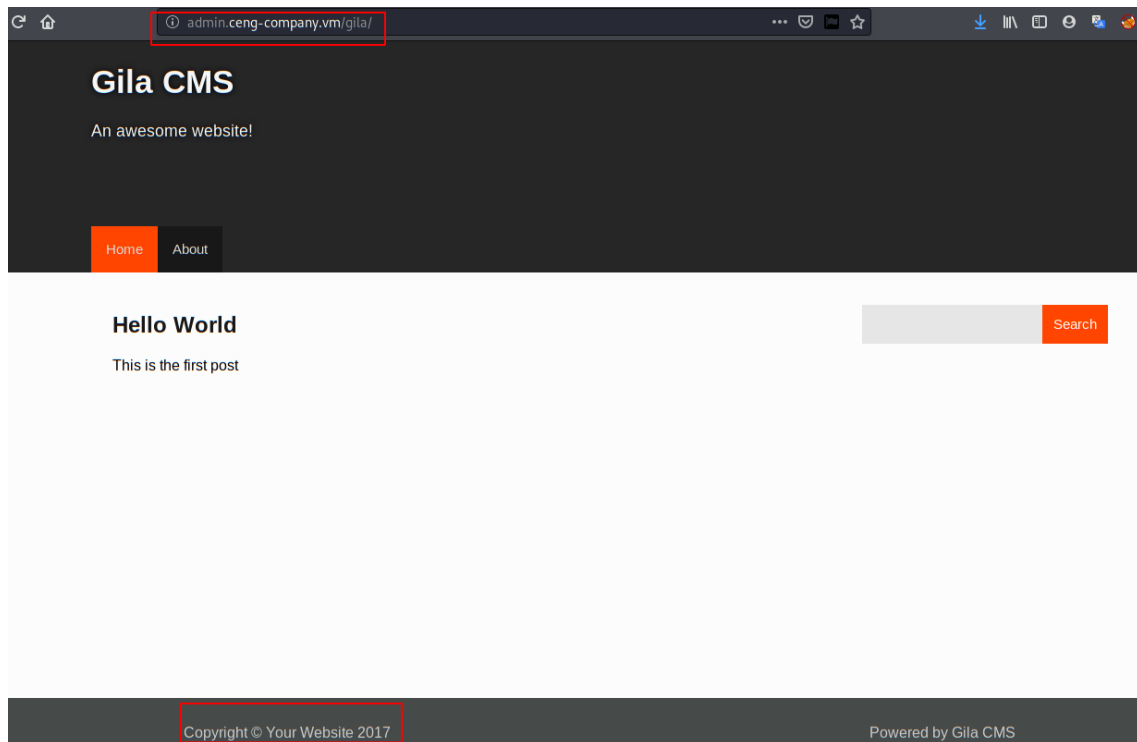 admin.ceng-company.vm/gila/
Gila CMS
An awesome website!
Home About
Hello World
Search
This is the first post
Copyright © Your Website 2017 Powered by Gila CMS